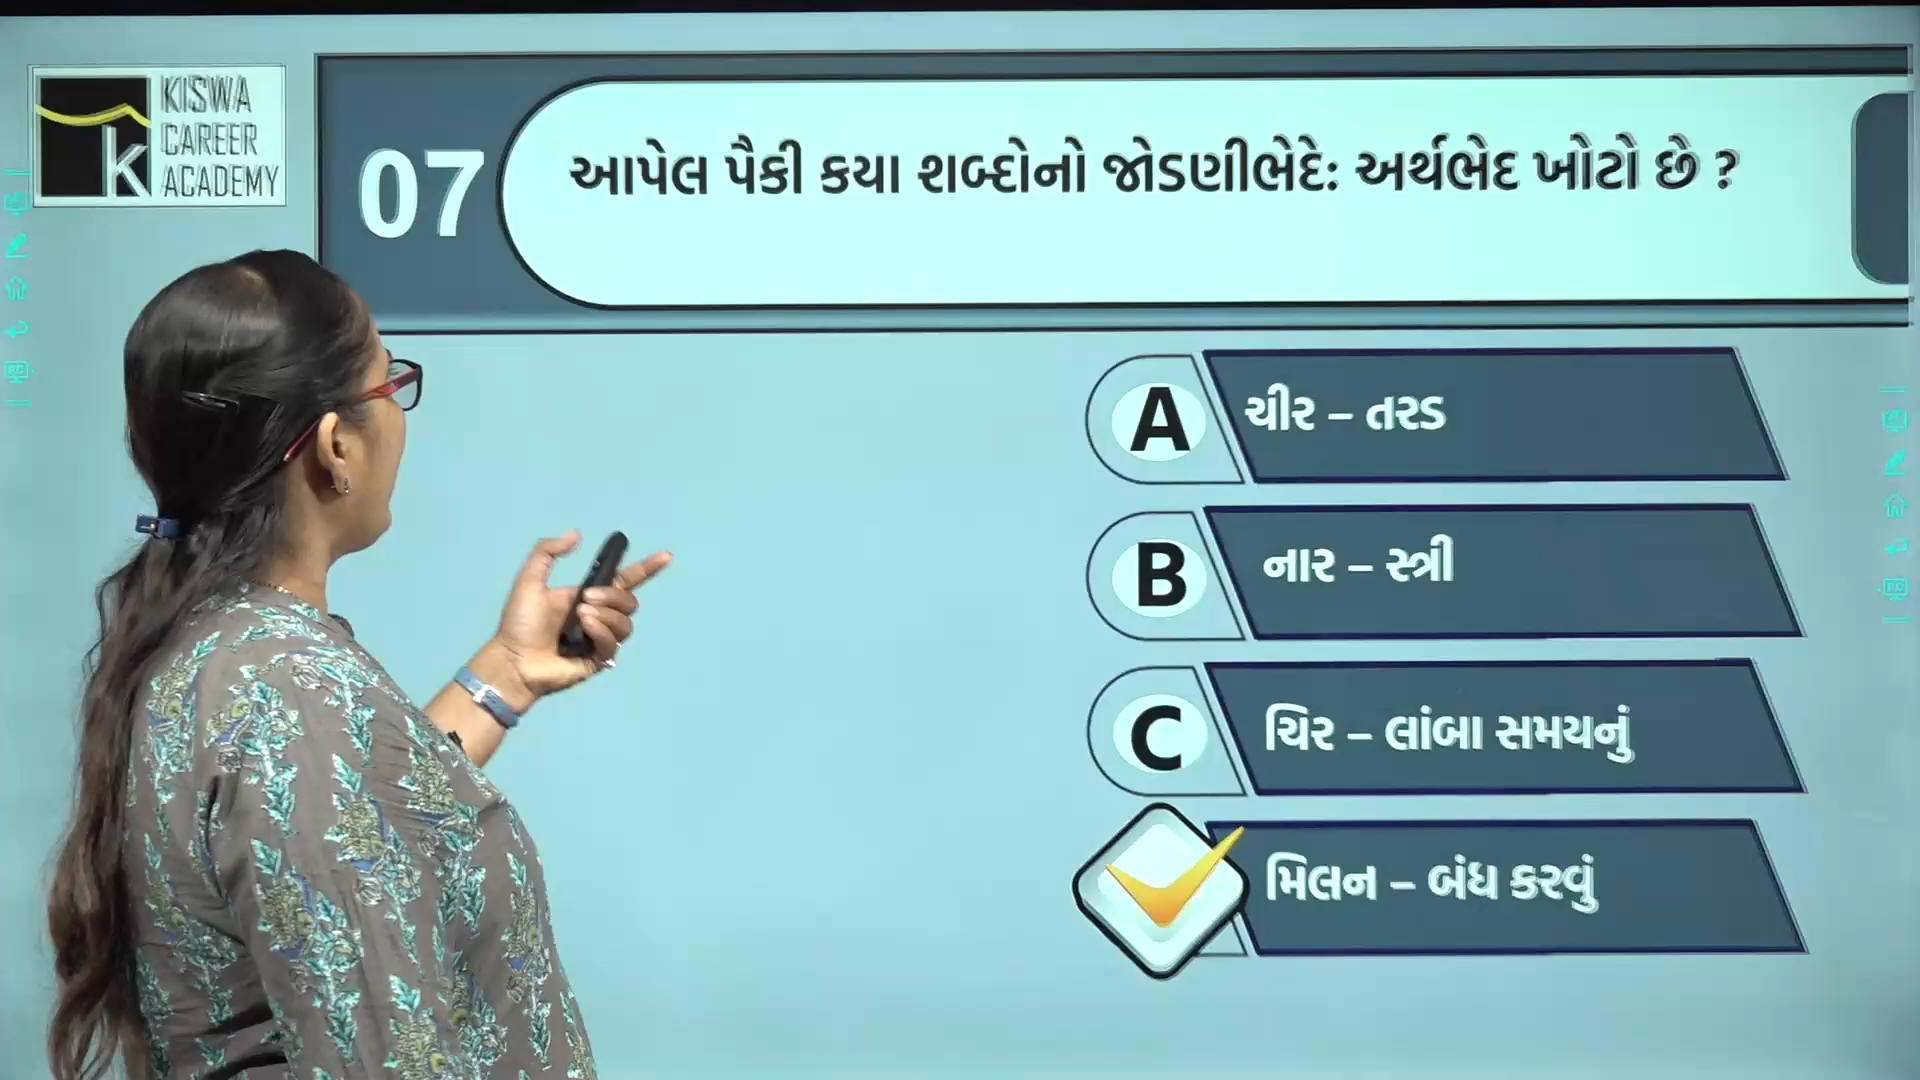 KISWA
CAREER
ACADEMY
07
આપેલ પૈકી કયા શબ્દોનો જોડણીભેદે: અર્થભેદ ખોટો છે ?
A
ચીર – તરડ
B
નાર – સ્ત્રી
C
ચિર – લાંબા સમયનું
મિલન – બંધ કરવું